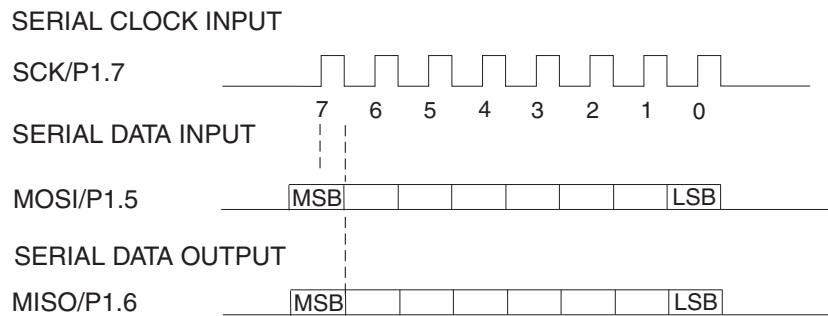 SERIAL CLOCK INPUT
SCK/P1.7
7 6 5 4 3 2 1 0
SERIAL DATA INPUT
MOSI/P1.5 MSB LSB
SERIAL DATA OUTPUT
MISO/P1.6 MSB LSB